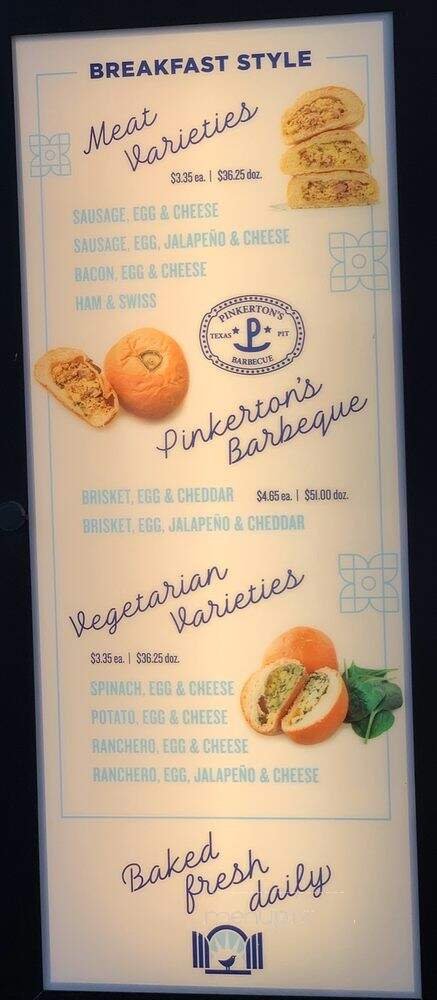 BREAKFAST STYLE
Meat
Varieties
$3.35 ea. | $36.25 doz.
SAUSAGE, EGG & CHEESE
SAUSAGE, EGG, JALAPEÑO & CHEESE
BACON, EGG & CHEESE
HAM & SWISS
PINKERTON'S
TEXAS ★ P ★ PIT
BARBECUE
Pinkerton's
Barbeque
BRISKET, EGG & CHEDDAR $4.65 ea. | $51.00 doz.
BRISKET, EGG, JALAPEÑO & CHEDDAR
Vegetarian
Varieties
$3.35 ea. | $36.25 doz.
SPINACH, EGG & CHEESE
POTATO, EGG & CHEESE
RANCHERO, EGG & CHEESE
RANCHERO, EGG, JALAPEÑO & CHEESE
Baked
fresh
daily